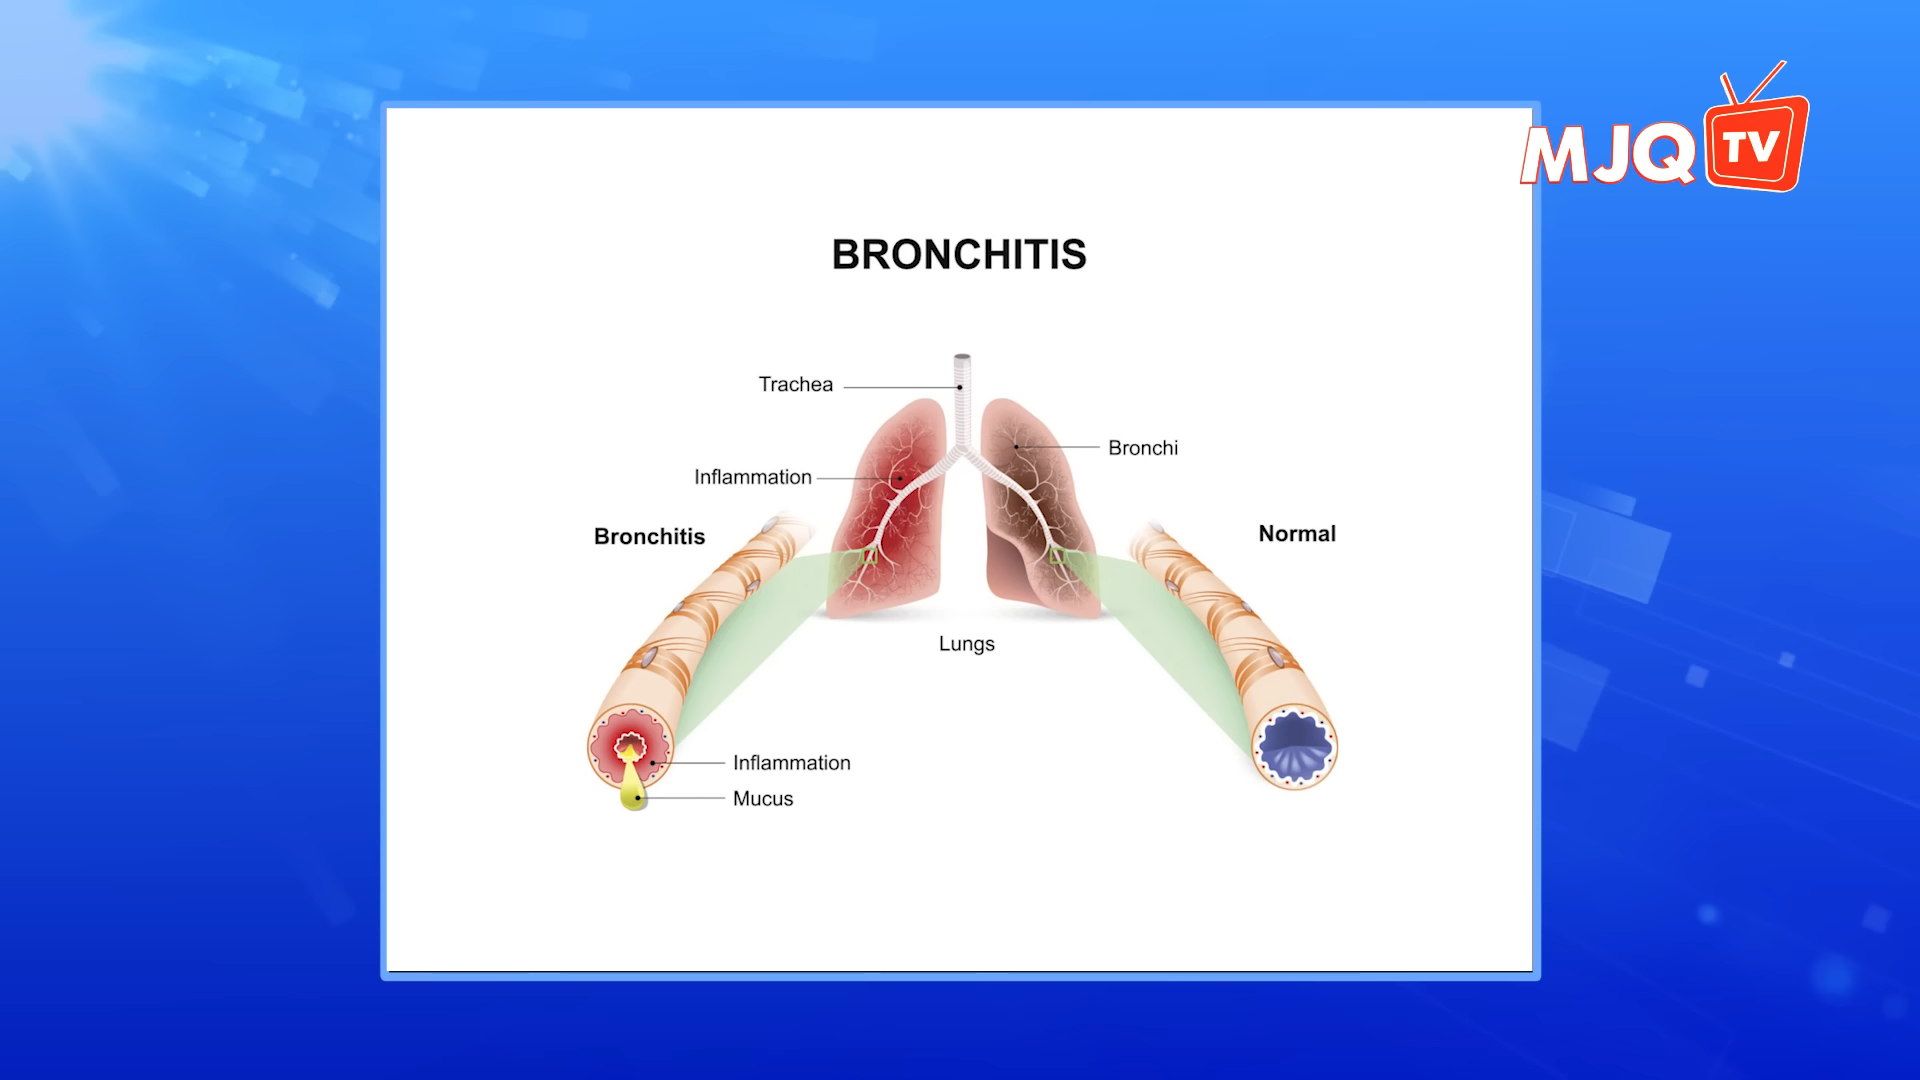 MJQ TV
BRONCHITIS
Trachea
Bronchi
Inflammation
Bronchitis
Normal
Lungs
Inflammation
Mucus